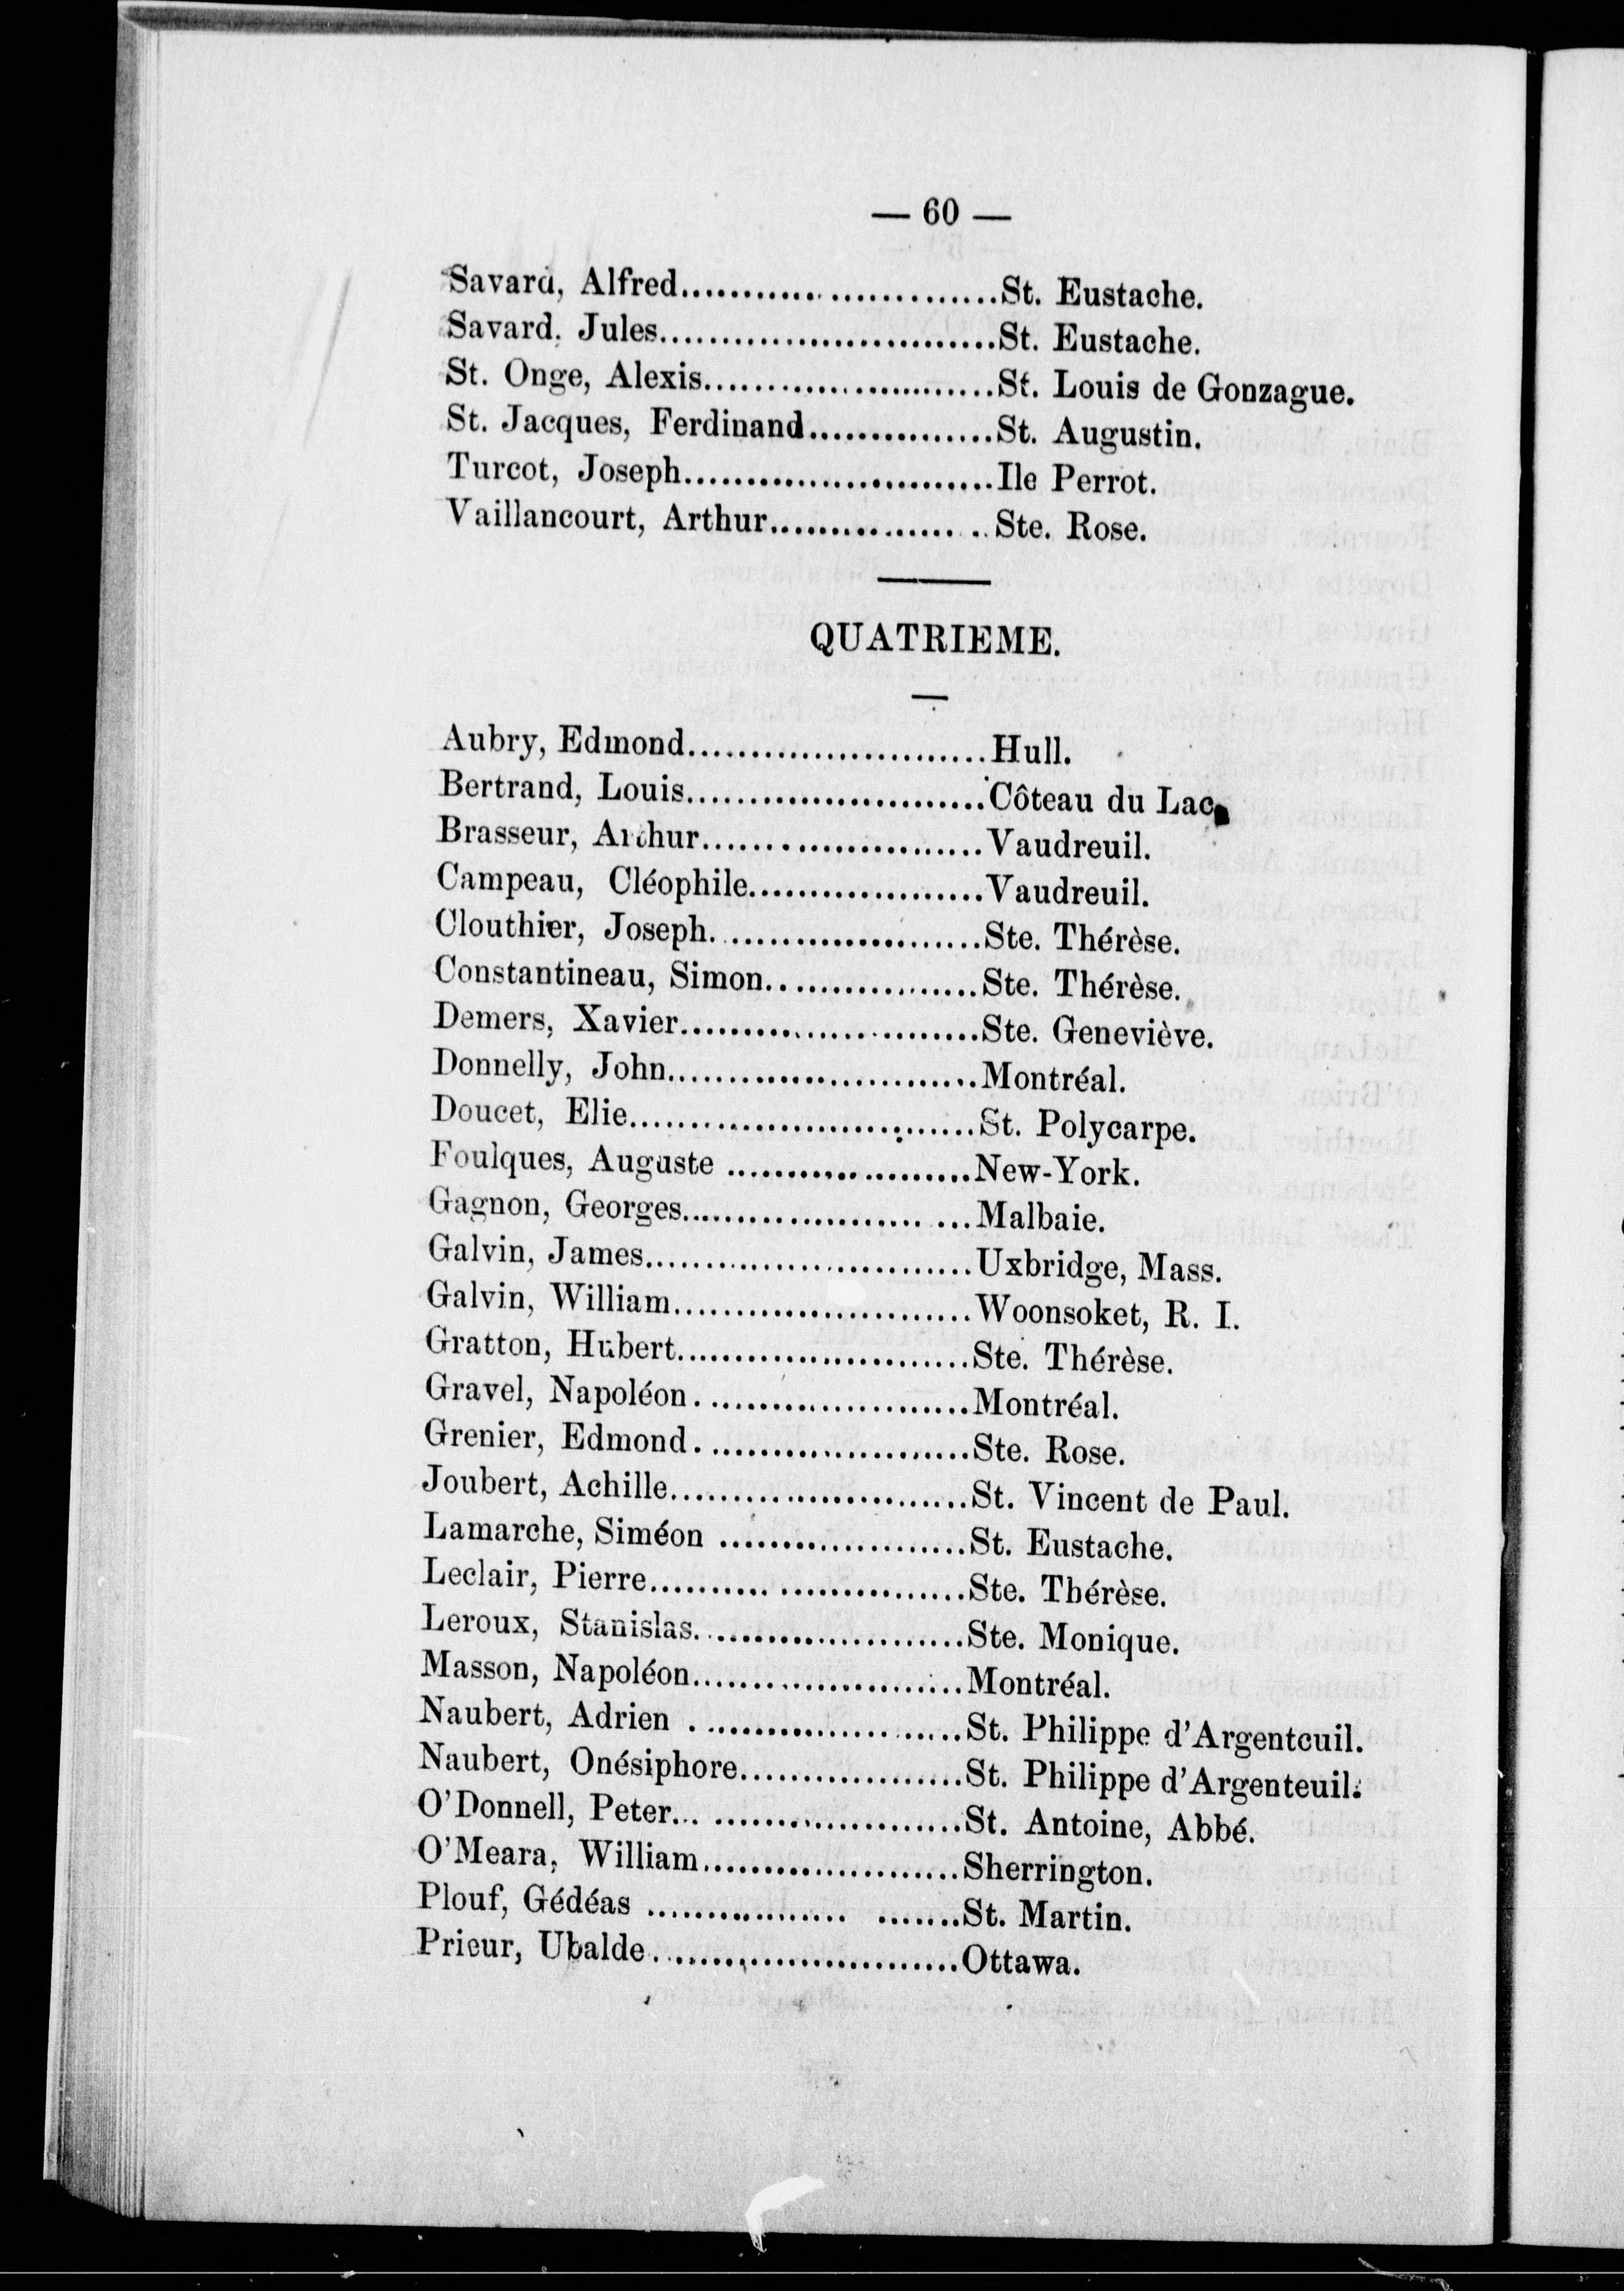 — 60 —
Savard, Alfred..............................St. Eustache.
Savard, Jules..............................St. Eustache.
St. Onge, Alexis..............................St. Louis de Gonzague.
St. Jacques, Ferdinand..............................St. Augustin.
Turcot, Joseph..............................Ile Perrot.
Vaillancourt, Arthur..............................Ste. Rose.
QUATRIEME.
Aubry, Edmond..............................Hull.
Bertrand, Louis..............................Côteau du Lac.
Brasseur, Arthur..............................Vaudreuil.
Campeau, Cléophile..............................Vaudreuil.
Clouthier, Joseph..............................Ste. Thérèse.
Constantineau, Simon..............................Ste. Thérèse.
Demers, Xavier..............................Ste. Geneviève.
Donnelly, John..............................Montréal.
Doucet, Elie..............................St. Polycarpe.
Foulques, Auguste ..............................New-York.
Gagnon, Georges..............................Malbaie.
Galvin, James..............................Uxbridge, Mass.
Galvin, William..............................Woonsoket, R. I.
Gratton, Hubert..............................Ste. Thérèse.
Gravel, Napoléon..............................Montréal.
Grenier, Edmond..............................Ste. Rose.
Joubert, Achille..............................St. Vincent de Paul.
Lamarche, Siméon ..............................St. Eustache.
Leclair, Pierre..............................Ste. Thérèse.
Leroux, Stanislas..............................Ste. Monique.
Masson, Napoléon..............................Montréal.
Naubert, Adrien ..............................St. Philippe d'Argenteuil.
Naubert, Onésiphore..............................St. Philippe d'Argenteuil.
O'Donnell, Peter..............................St. Antoine, Abbé.
O'Meara, William..............................Sherrington.
Plouf, Gédéas ..............................St. Martin.
Prieur, Ubalde..............................Ottawa.